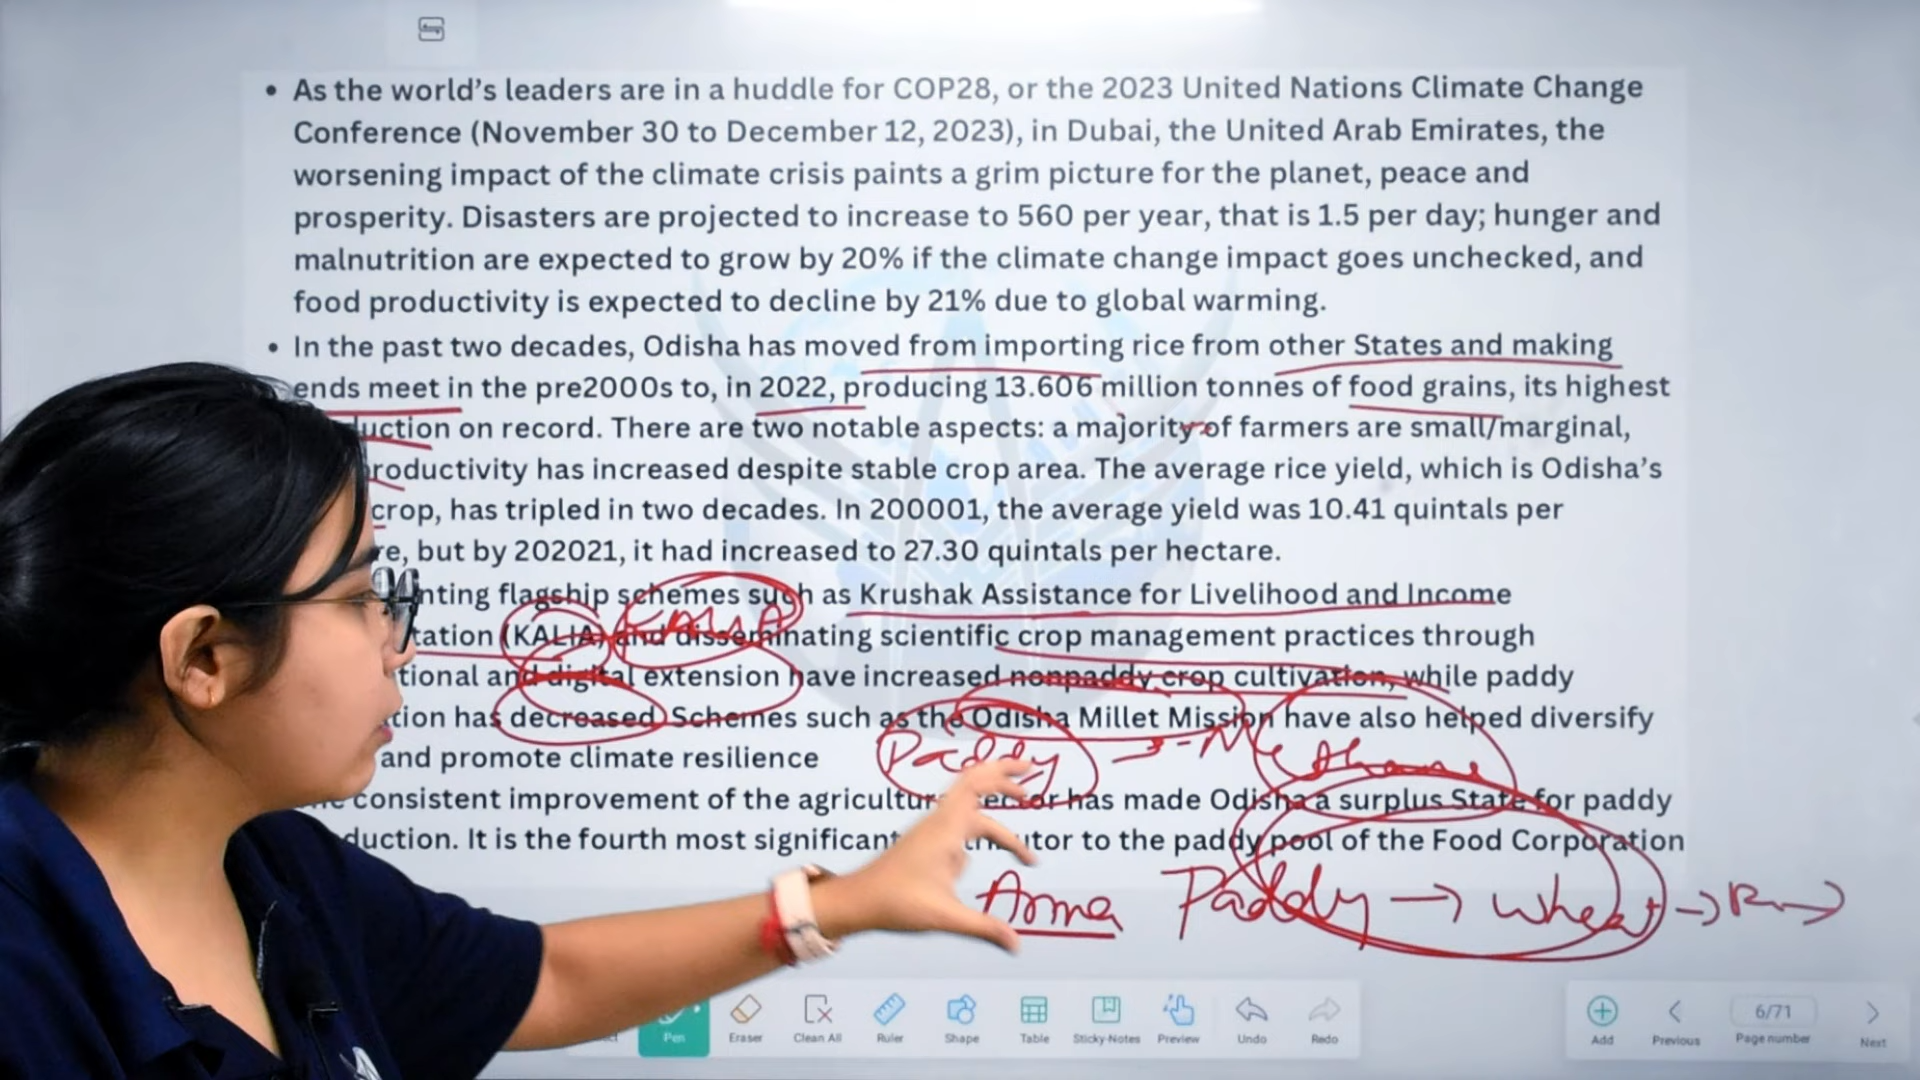 • As the world's leaders are in a huddle for COP28, or the 2023 United Nations Climate Change
Conference (November 30 to December 12, 2023), in Dubai, the United Arab Emirates, the
worsening impact of the climate crisis paints a grim picture for the planet, peace and
prosperity. Disasters are projected to increase to 560 per year, that is 1.5 per day; hunger and
malnutrition are expected to grow by 20% if the climate change impact goes unchecked, and
food productivity is expected to decline by 21% due to global warming.
• In the past two decades, Odisha has moved from importing rice from other States and making
ends meet in the pre2000s to, in 2022, producing 13.606 million tonnes of food grains, its highest
uction on record. There are two notable aspects: a majority of farmers are small/marginal,
roductivity has increased despite stable crop area. The average rice yield, which is Odisha's
crop, has tripled in two decades. In 200001, the average yield was 10.41 quintals per
re, but by 202021, it had increased to 27.30 quintals per hectare.
nting flagship schemes such as Krushak Assistance for Livelihood and Income
tation (KALIA) and disseminating scientific crop management practices through
KALIA
tional and digital extension have increased nonpaddy crop cultivation, while paddy
tion has decreased Schemes such as the Odisha Millet Mission have also helped diversify
and promote climate resilience
Paddy → Methane
consistent improvement of the agriculture sector has made Odisha a surplus State for paddy
duction. It is the fourth most significant utor to the paddy pool of the Food Corporation
Paddy → wheat →
Pen Eraser Clean All Ruler Shape Table Sticky-Notes Preview Undo Redo
Add Previous 6/71 Page number Next